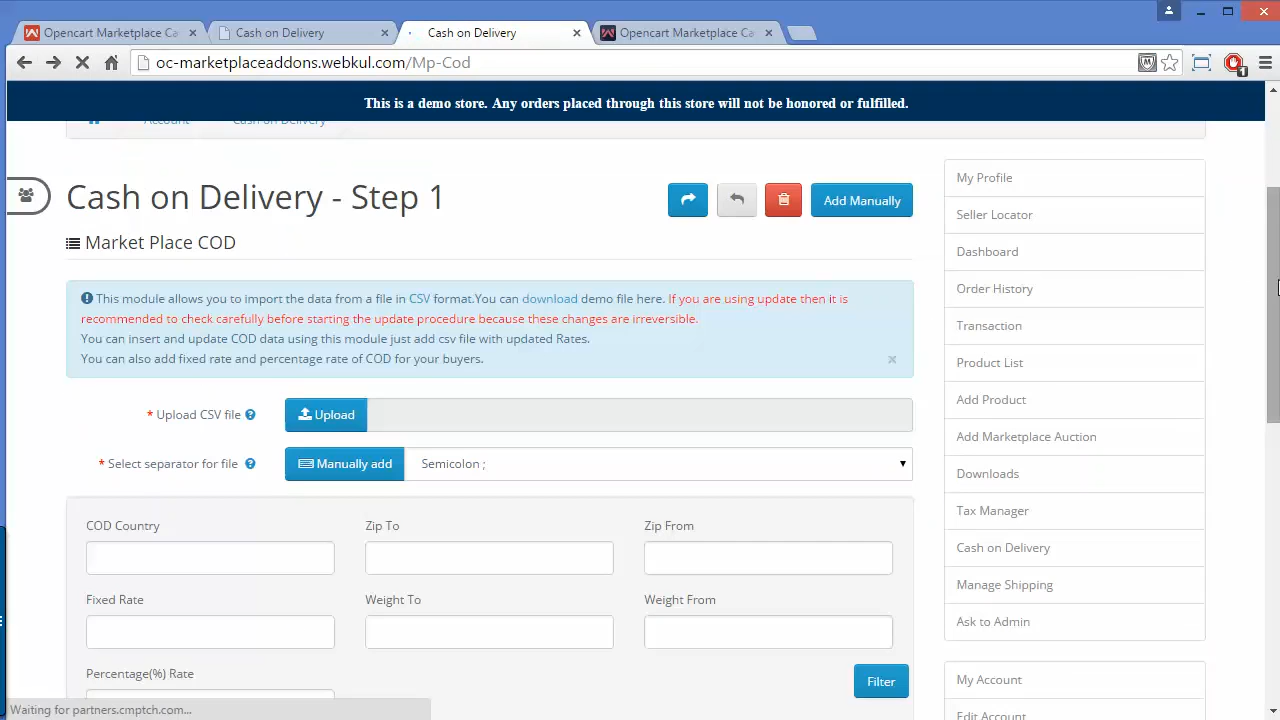 Opencart Marketplace Ca
Cash on Delivery
Cash on Delivery
Opencart Marketplace Ca
oc-marketplaceaddons.webkul.com/Mp-Cod
1
This is a demo store. Any orders placed through this store will not be honored or fulfilled.
Account
Cash on Delivery
Cash on Delivery - Step 1
Add Manually
Market Place COD
This module allows you to import the data from a file in CSV format.You can download demo file here. If you are using update then it is
recommended to check carefully before starting the update procedure because these changes are irreversible.
You can insert and update COD data using this module just add csv file with updated Rates.
You can also add fixed rate and percentage rate of COD for your buyers.
* Upload CSV file
Upload
* Select separator for file
Manually add
Semicolon ;
COD Country
Zip To
Zip From
Fixed Rate
Weight To
Weight From
Percentage(%) Rate
Filter
My Profile
Seller Locator
Dashboard
Order History
Transaction
Product List
Add Product
Add Marketplace Auction
Downloads
Tax Manager
Cash on Delivery
Manage Shipping
Ask to Admin
My Account
Edit Account
Waiting for partners.cmptch.com...